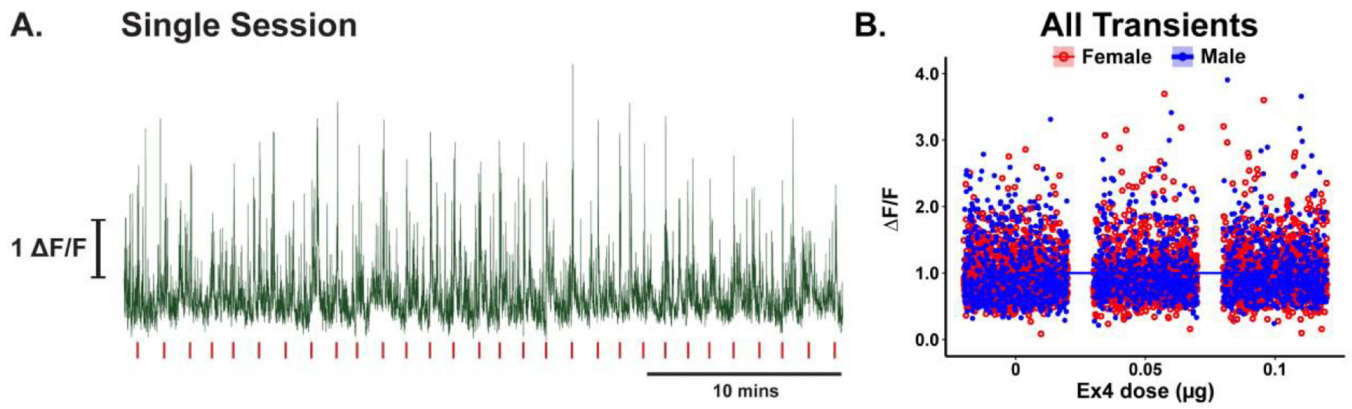 A. Single Session
1 ΔF/F
10 mins
B. All Transients
Female Male
ΔF/F
4.0
3.0
2.0
1.0
0.0
0 0.05 0.1
Ex4 dose (µg)